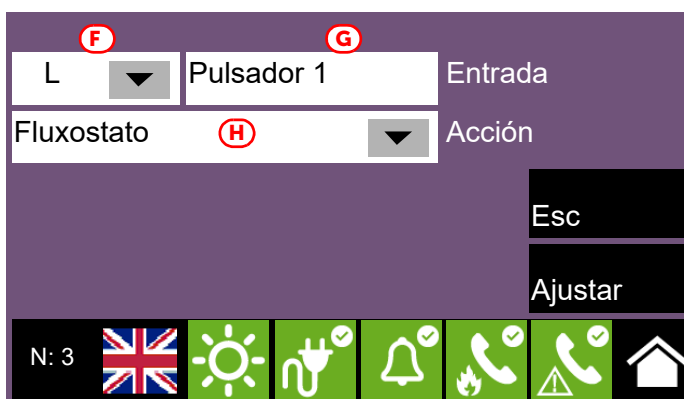 F G
L Pulsador 1 Entrada
Fluxostato H Acción
Esc
Ajustar
N: 3